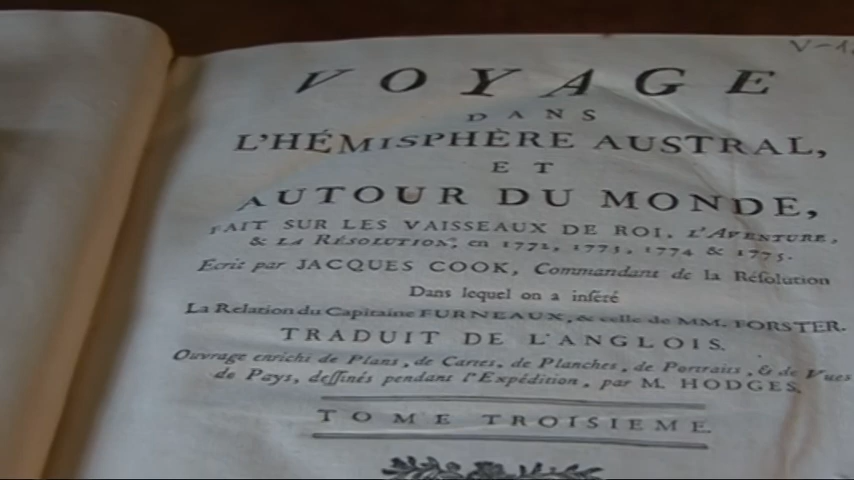 V-1
VOYAGE
DANS
L'HÉMISPHÈRE AUSTRAL,
ET
AUTOUR DU MONDE,
FAIT SUR LES VAISSEAUX DE ROI, L'AVENTURE,
& LA RÉSOLUTION, en 1772, 1773, 1774 & 1775.
Ecrit par JACQUES COOK, Commandant de la Réſolution
Dans lequel on a inſéré
La Relation du Capitaine FURNEAUX, & celle de MM. FORSTER.
TRADUIT DE L'ANGLOIS.
Ouvrage enrichi de Plans, de Cartes, de Planches, de Portraits, & de Vues
de Pays, deſſinés pendant l'Expédition, par M. HODGES.
TOME TROISIEME.